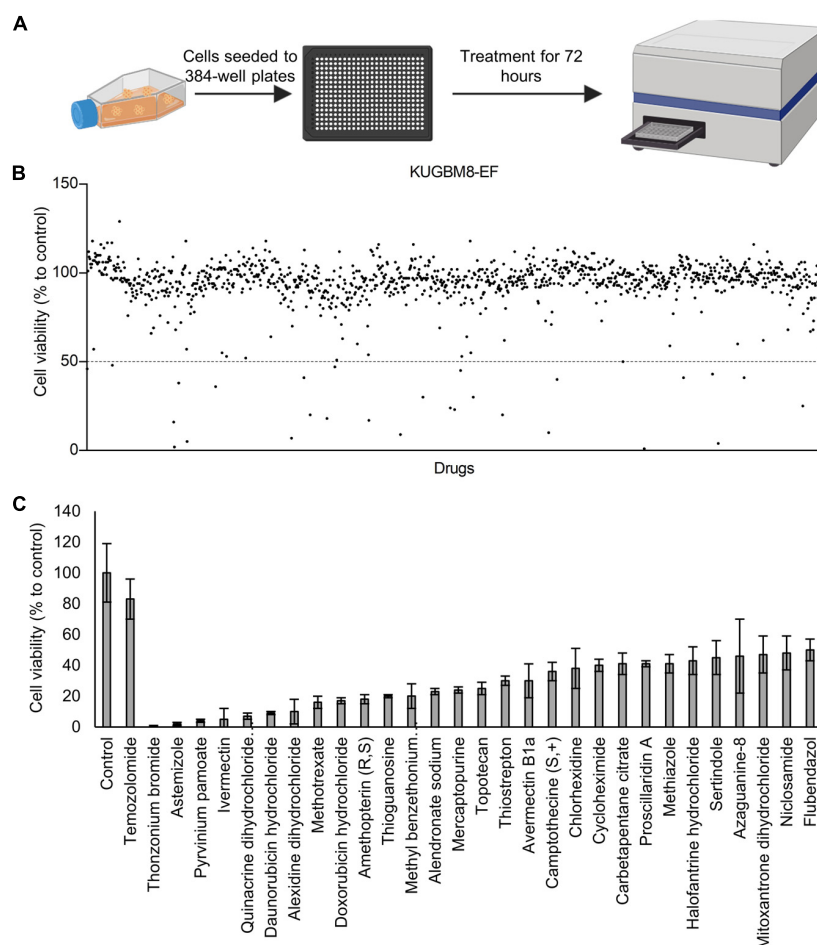 A
Cells seeded to
384-well plates
Treatment for 72
hours
B
KUGBM8-EF
150
100
50
0
Cell viability (% to control)
Drugs
C
140
120
100
80
60
40
20
0
Cell viability (% to control)
Control
Temozolomide
Thonzonium bromide
Astemizole
Pyrvinium pamoate
Ivermectin
Quinacrine dihydrochloride
Daunorubicin hydrochloride
Alexidine dihydrochloride
Methotrexate
Doxorubicin hydrochloride
Amethopterin (R,S)
Thioguanosine
Methyl benzethonium
Alendronate sodium
Mercaptopurine
Topotecan
Thiostrepton
Avermectin B1a
Camptothecine (S,+)
Chlorhexidine
Cycloheximide
Carbetapentane citrate
Proscillaridin A
Methiazole
Halofantrine hydrochloride
Sertindole
Azaguanine-8
Mitoxantrone dihydrochloride
Niclosamide
Flubendazol